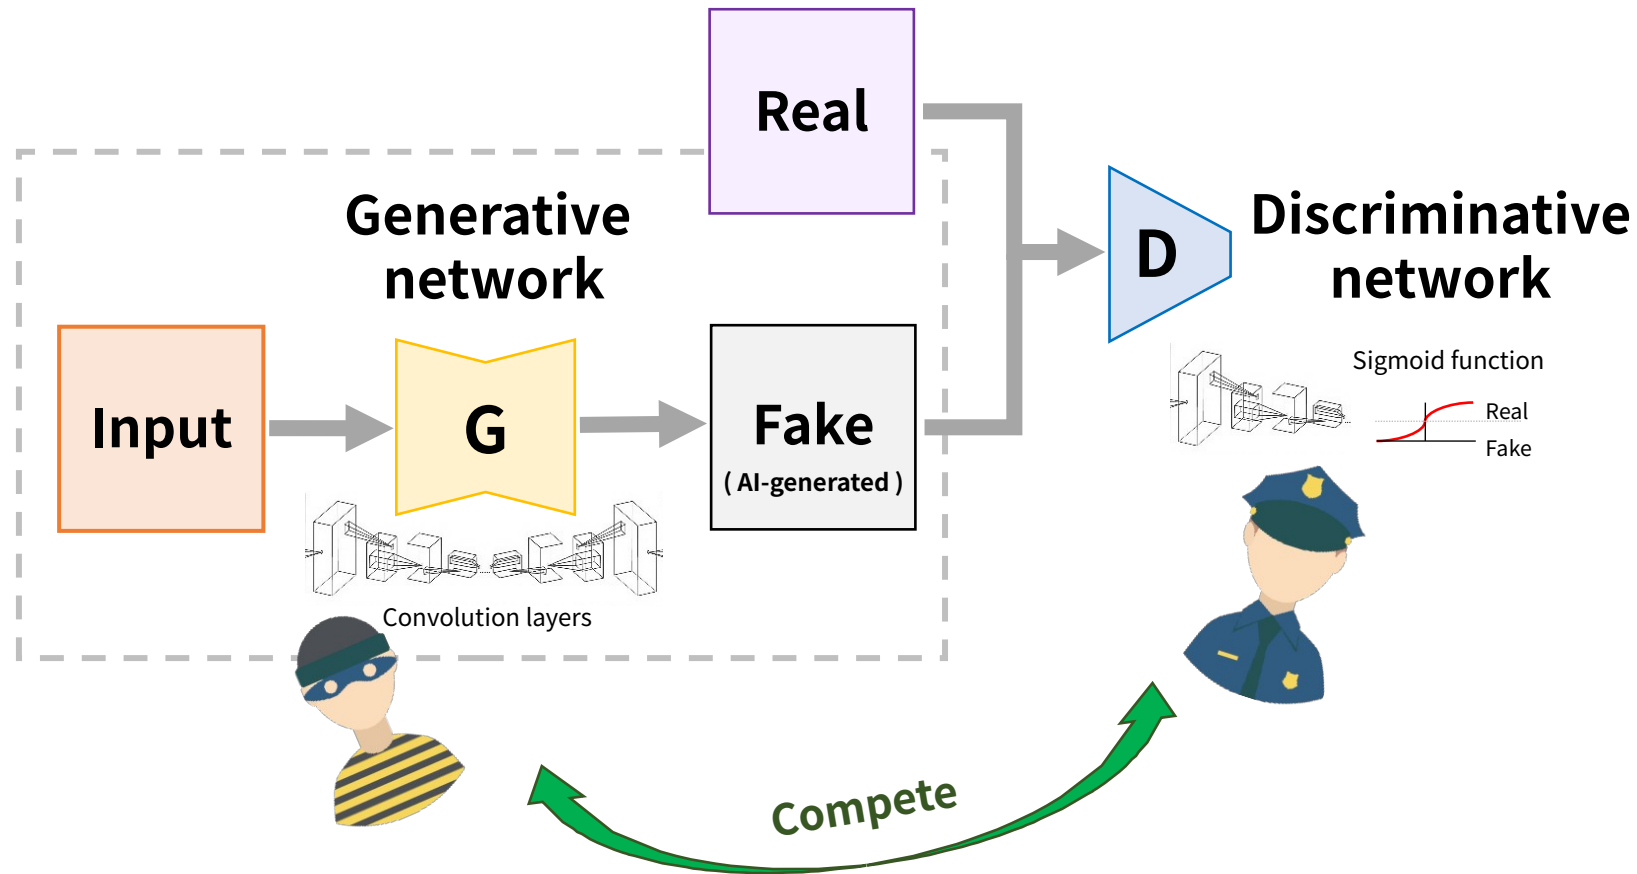 Real
Generative
network
Discriminative
network
D
Input
G
Fake
( AI-generated )
Sigmoid function
Real
Fake
Convolution layers
Compete